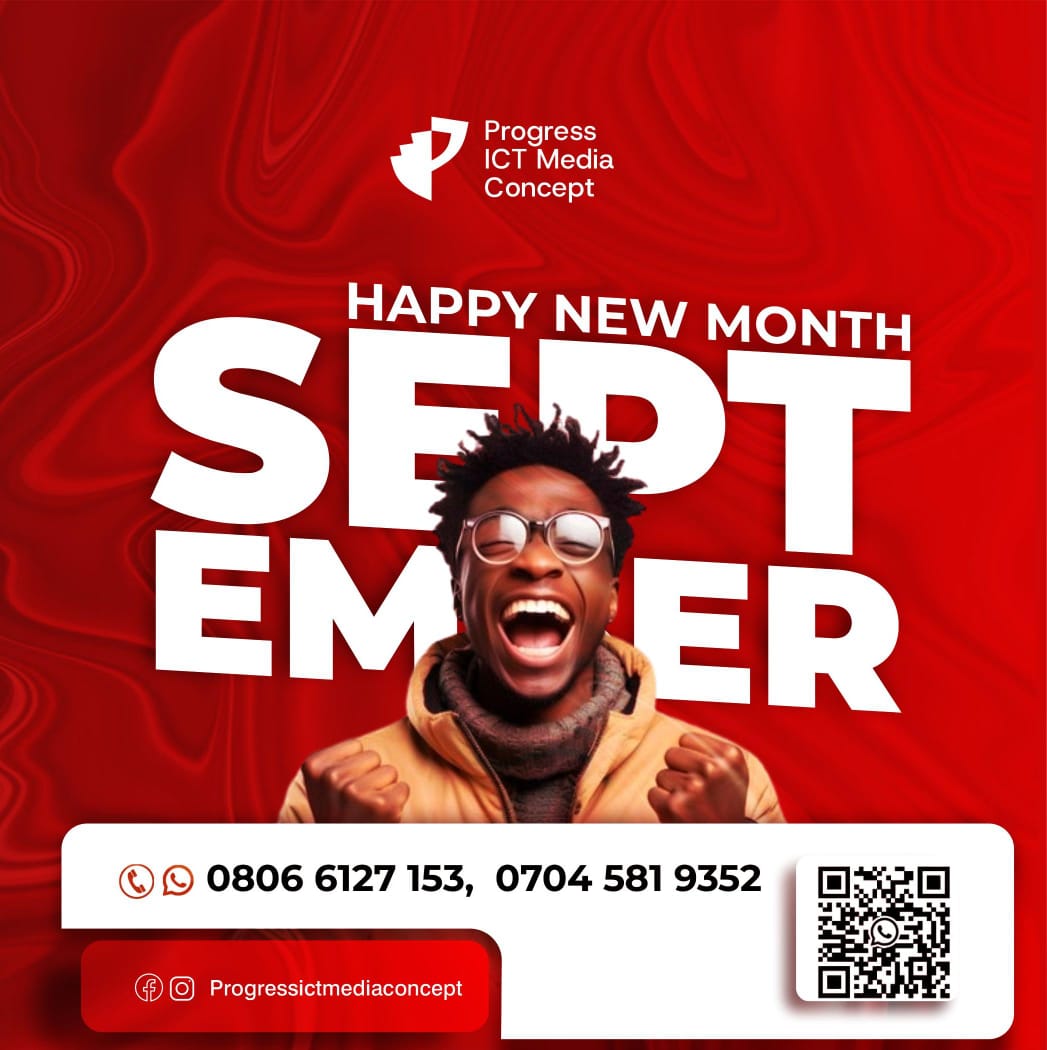 Progress
ICT Media
Concept
HAPPY NEW MONTH
SEPT
EM ER
0806 6127 153, 0704 581 9352
Progressictmediaconcept